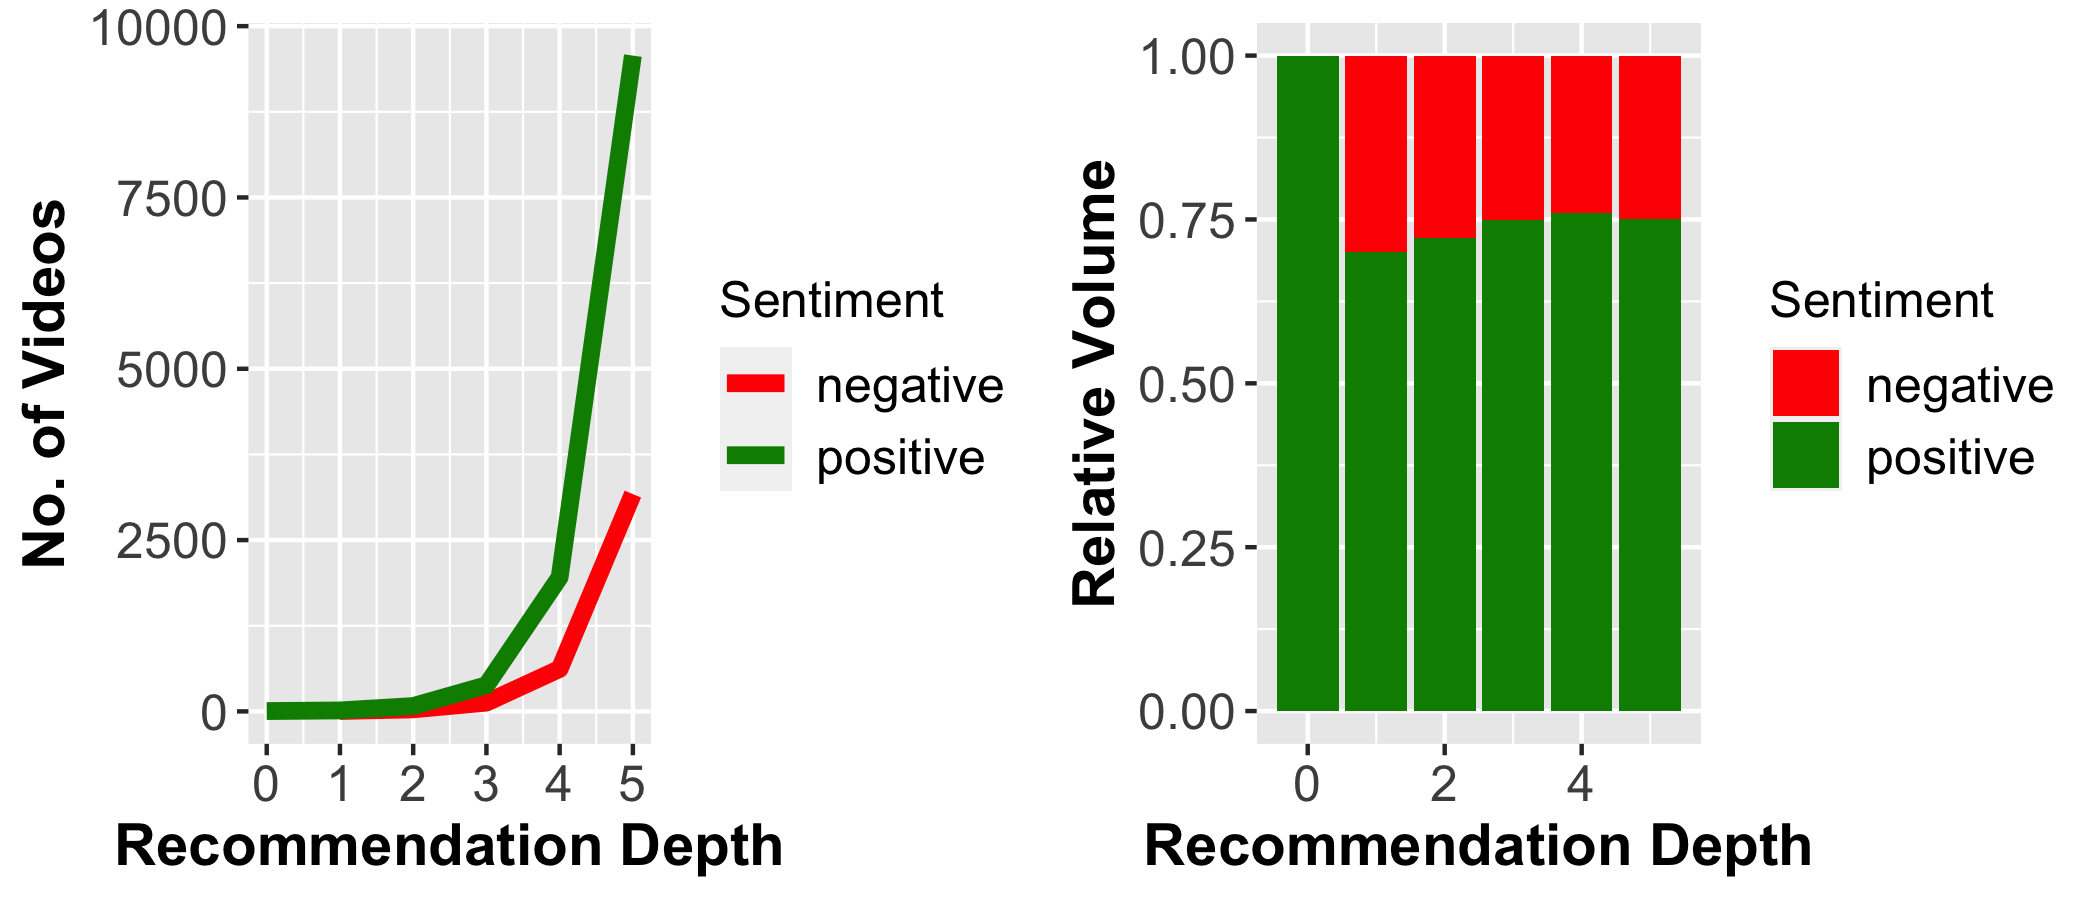 No. of Videos
10000
7500
5000
2500
0
0 1 2 3 4 5
Recommendation Depth
Sentiment
negative
positive
Relative Volume
1.00
0.75
0.50
0.25
0.00
0 2 4
Recommendation Depth
Sentiment
negative
positive